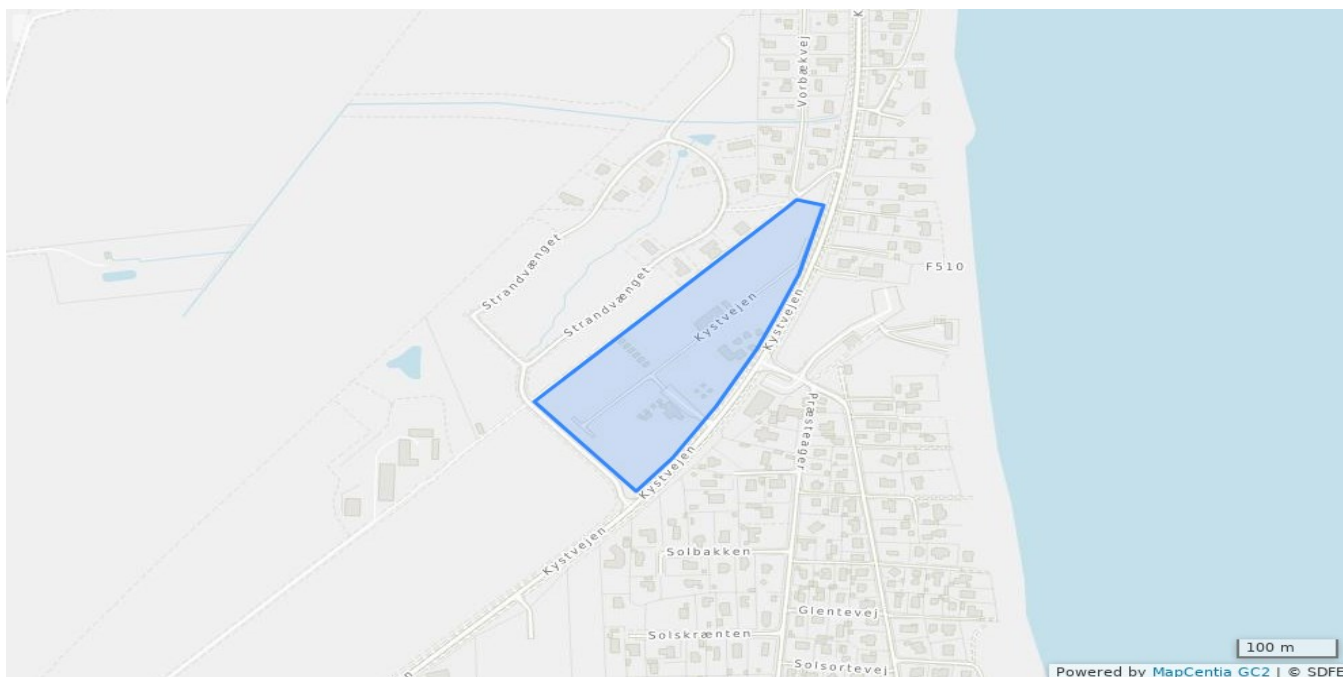 K
K
Vorbækvej
F510
Strandvænget
Strandvænget
Kystvejen
Kystvejen
Præsteager
Kystvejen
Kystvejen
Solbakken
Glentevej
Solskrænten
100 m
Solsortevej
n
Powered by MapCentia GC2 | © SDFE